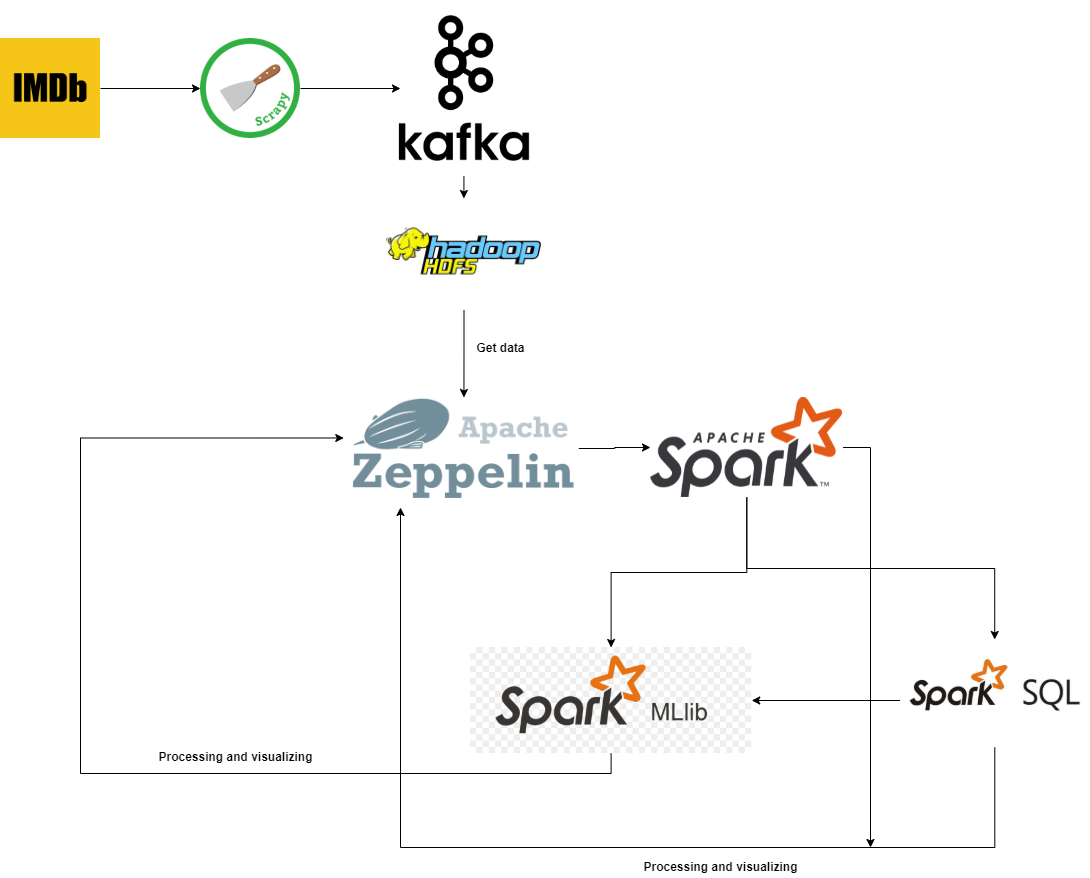 IMDb
Scrapy
kafka
hadoop
HDFS
Get data
Apache
Zeppelin
APACHE
Spark™
Spark MLlib
Spark SQL
Processing and visualizing
Processing and visualizing